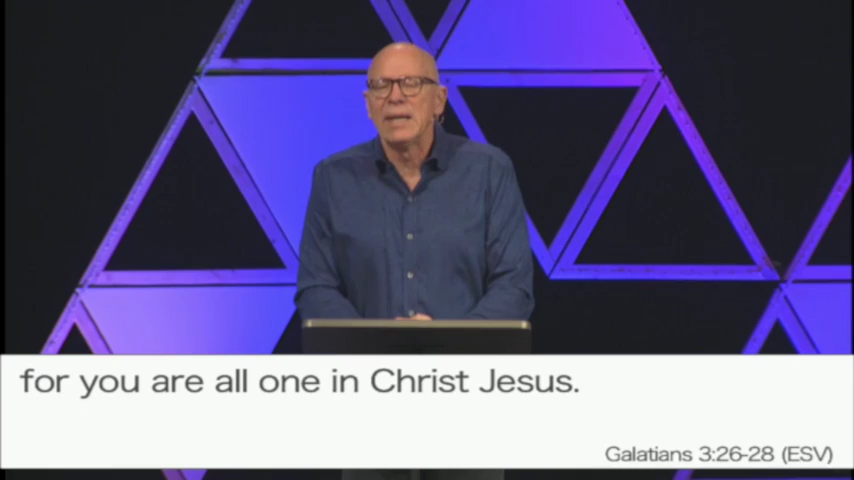 for you are all one in Christ Jesus.
Galatians 3:26-28 (ESV)